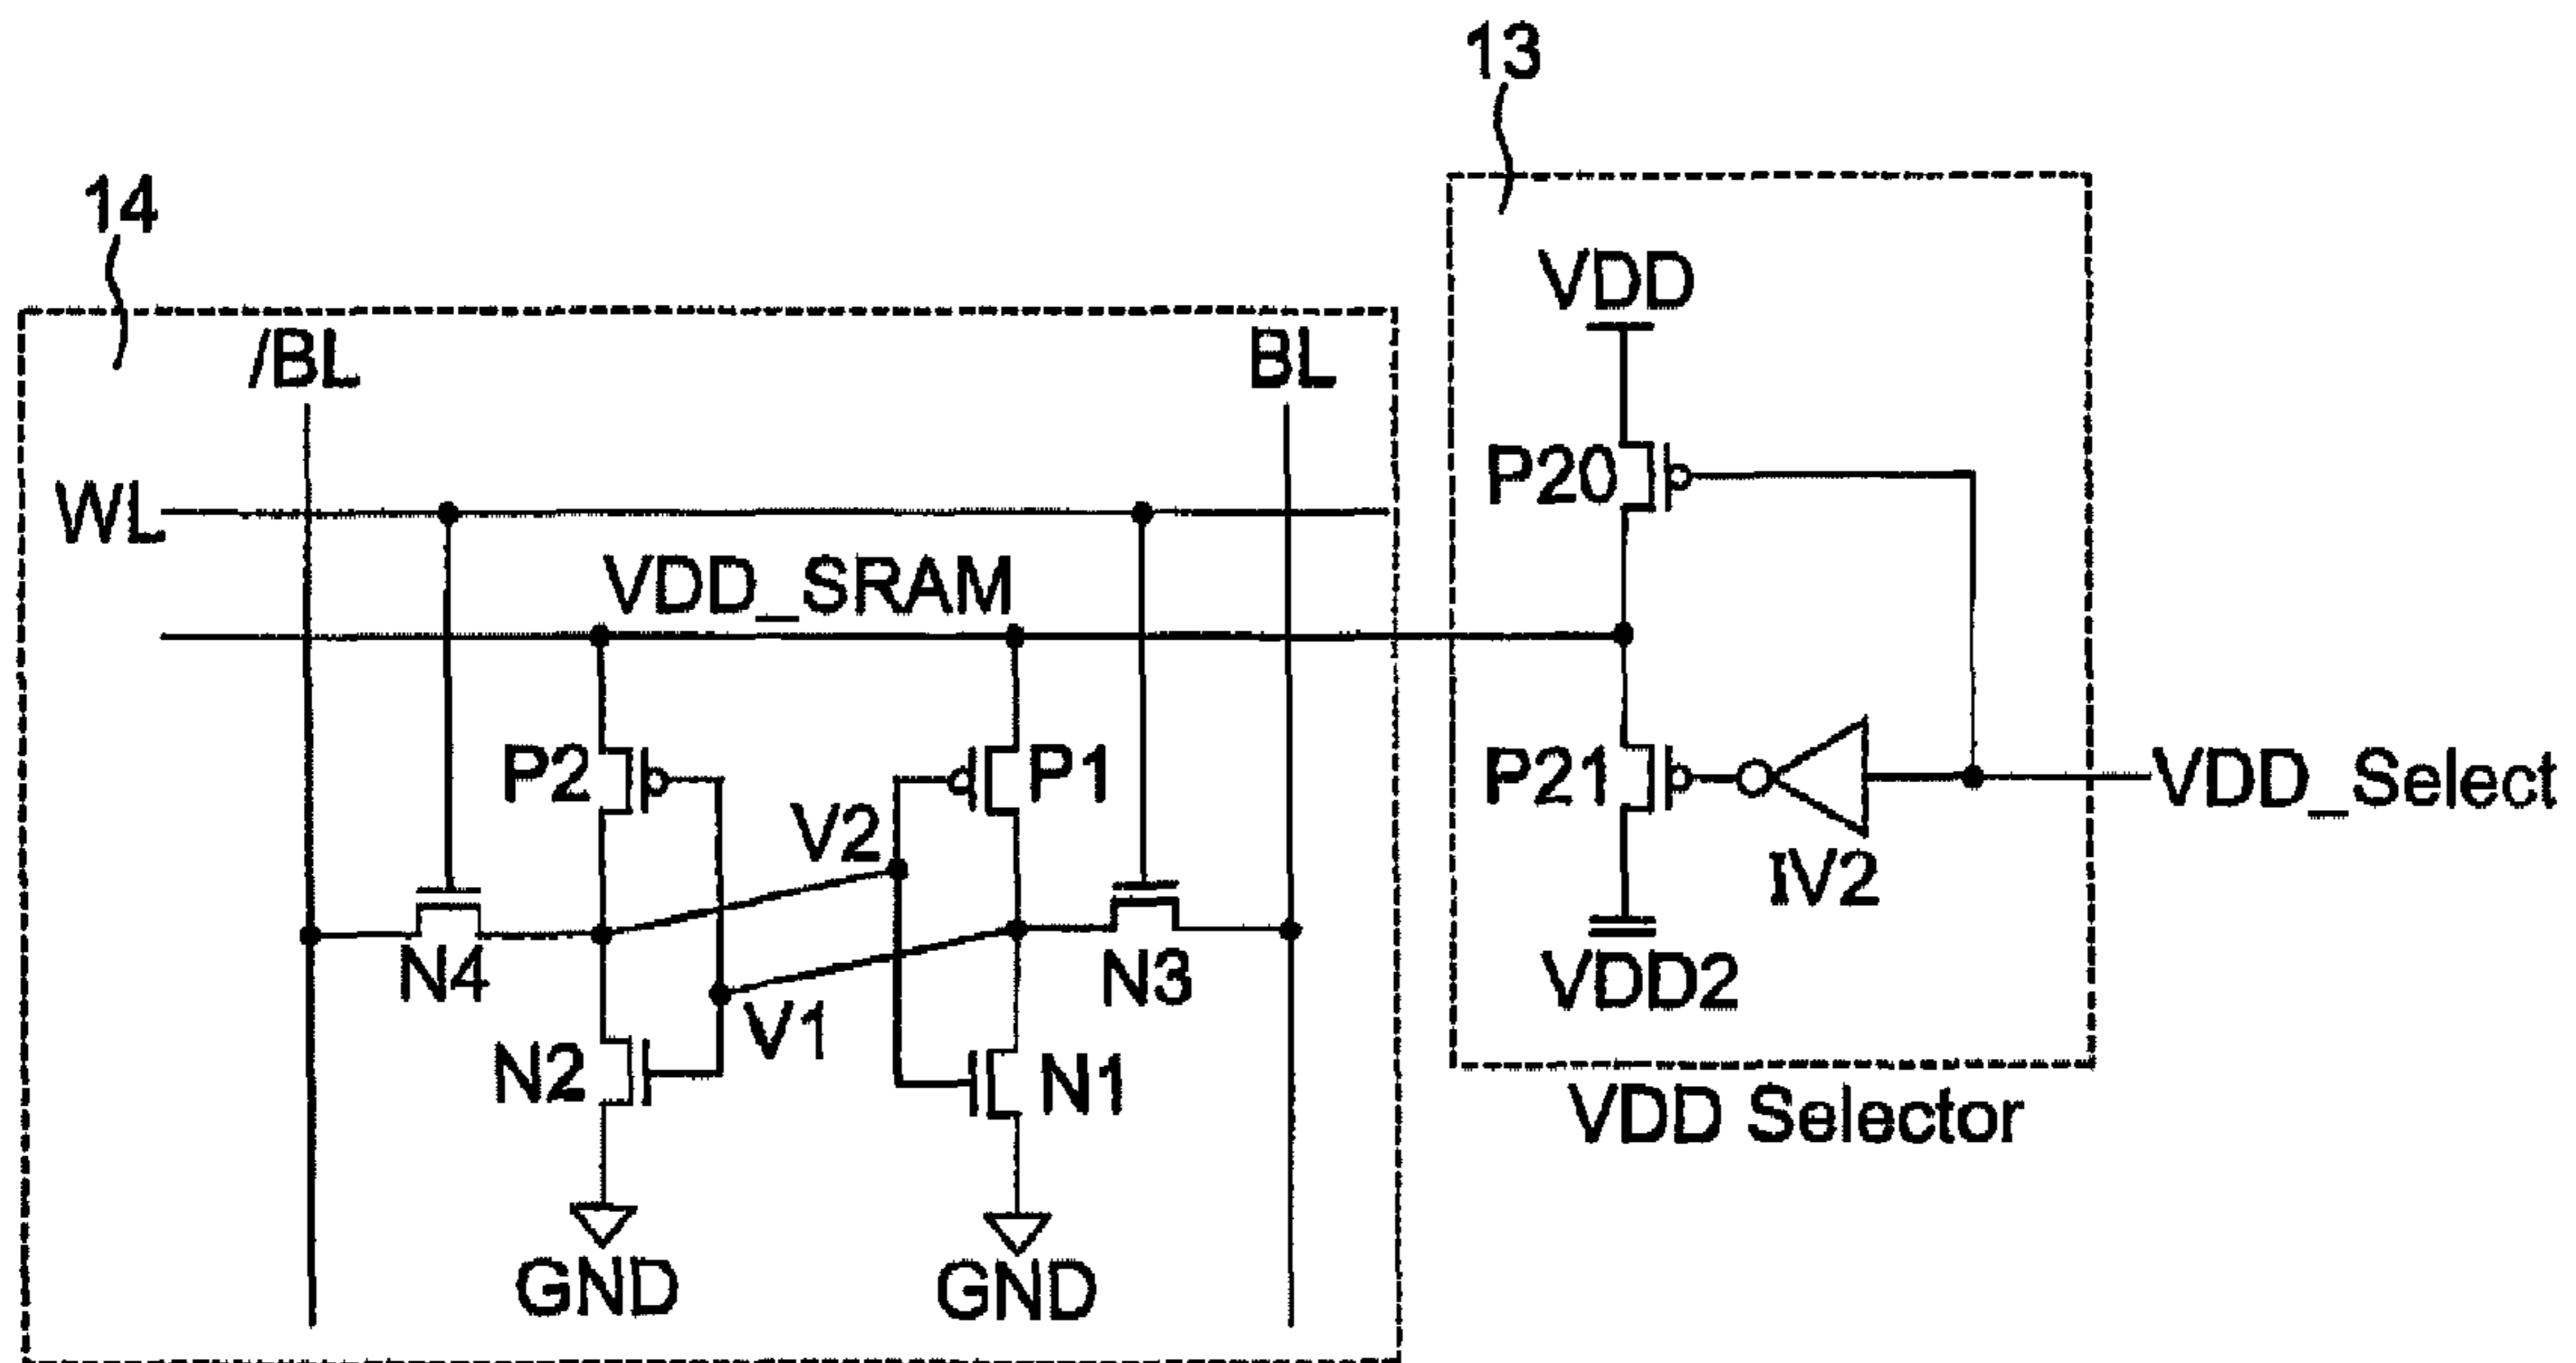 13
14
VDD
/BL
BL
P20
WL
VDD_SRAM
P2
P1
P21
VDD_Select
V2
IV2
N4
N3
VDD2
V1
N2
N1
VDD Selector
GND
GND